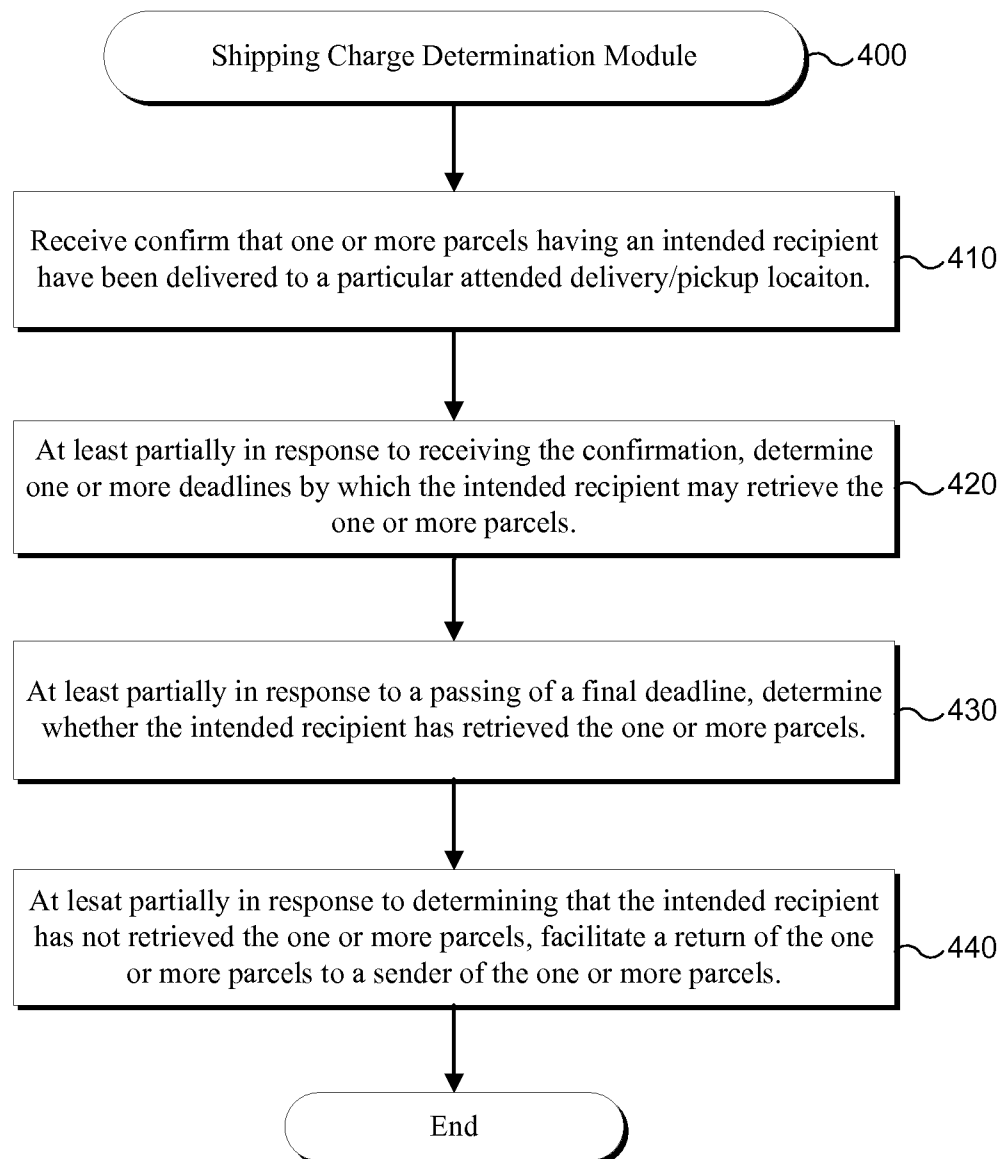 Shipping Charge Determination Module
400
Receive confirm that one or more parcels having an intended recipient
have been delivered to a particular attended delivery/pickup locaiton.
410
At least partially in response to receiving the confirmation, determine
one or more deadlines by which the intended recipient may retrieve the
one or more parcels.
420
At least partially in response to a passing of a final deadline, determine
whether the intended recipient has retrieved the one or more parcels.
430
At lesat partially in response to determining that the intended recipient
has not retrieved the one or more parcels, facilitate a return of the one
or more parcels to a sender of the one or more parcels.
440
End